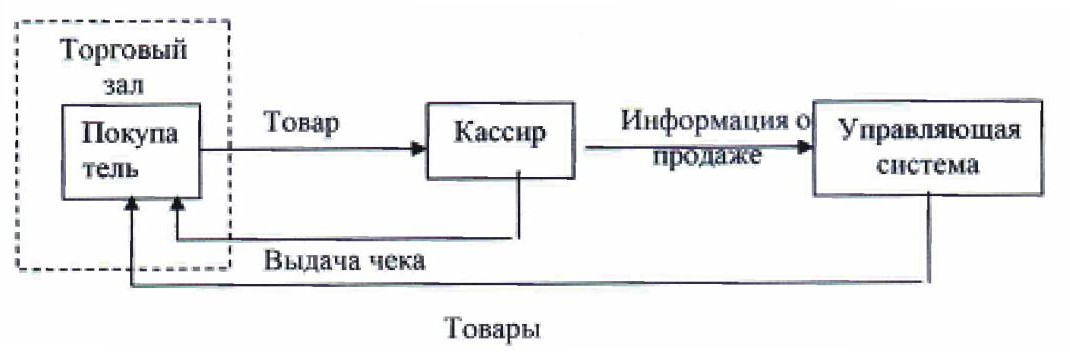 Торговый
зал
Покупа
тель
Товар
Кассир
Информация о
продаже
Управляющая
система
Выдача чека
Товары